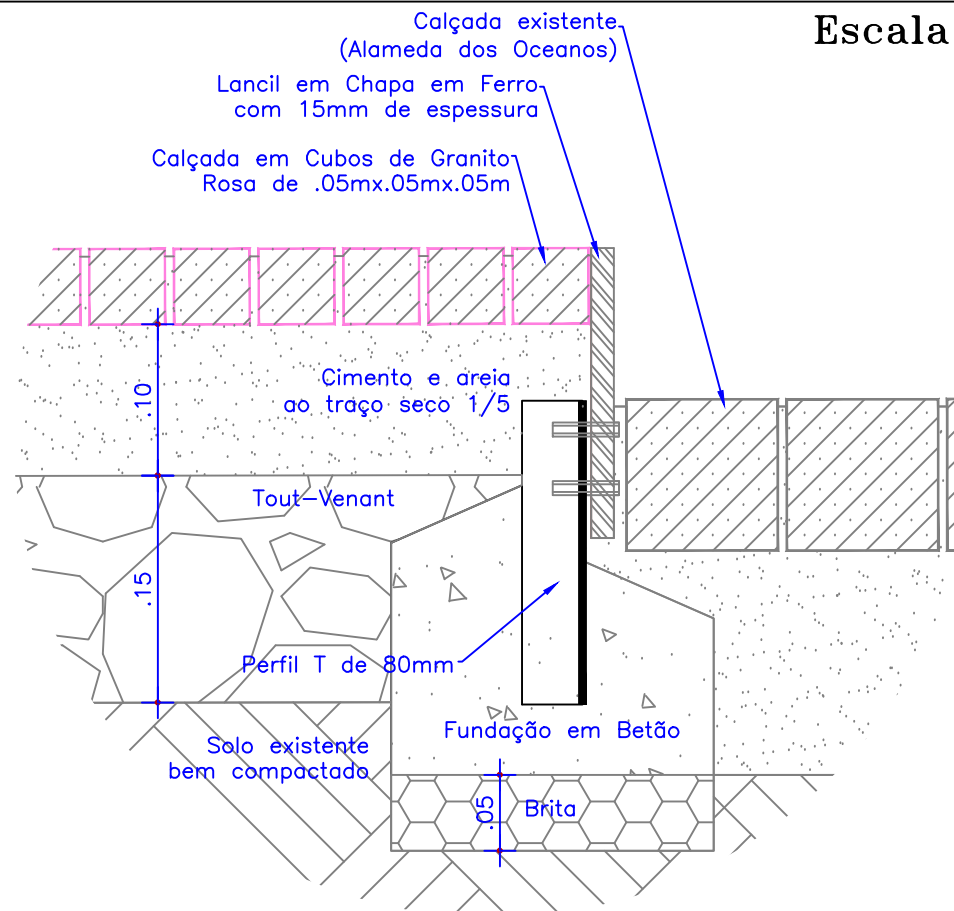 Escala
Calçada existente
(Alameda dos Oceanos)
Lancil em Chapa em Ferro
com 15mm de espessura
Calçada em Cubos de Granito
Rosa de .05mx.05mx.05m
Cimento e areia
ao traço seco 1/5
.10
Tout-Venant
.15
Perfil T de 80mm
Fundação em Betão
Solo existente
bem compactado
.05
Brita